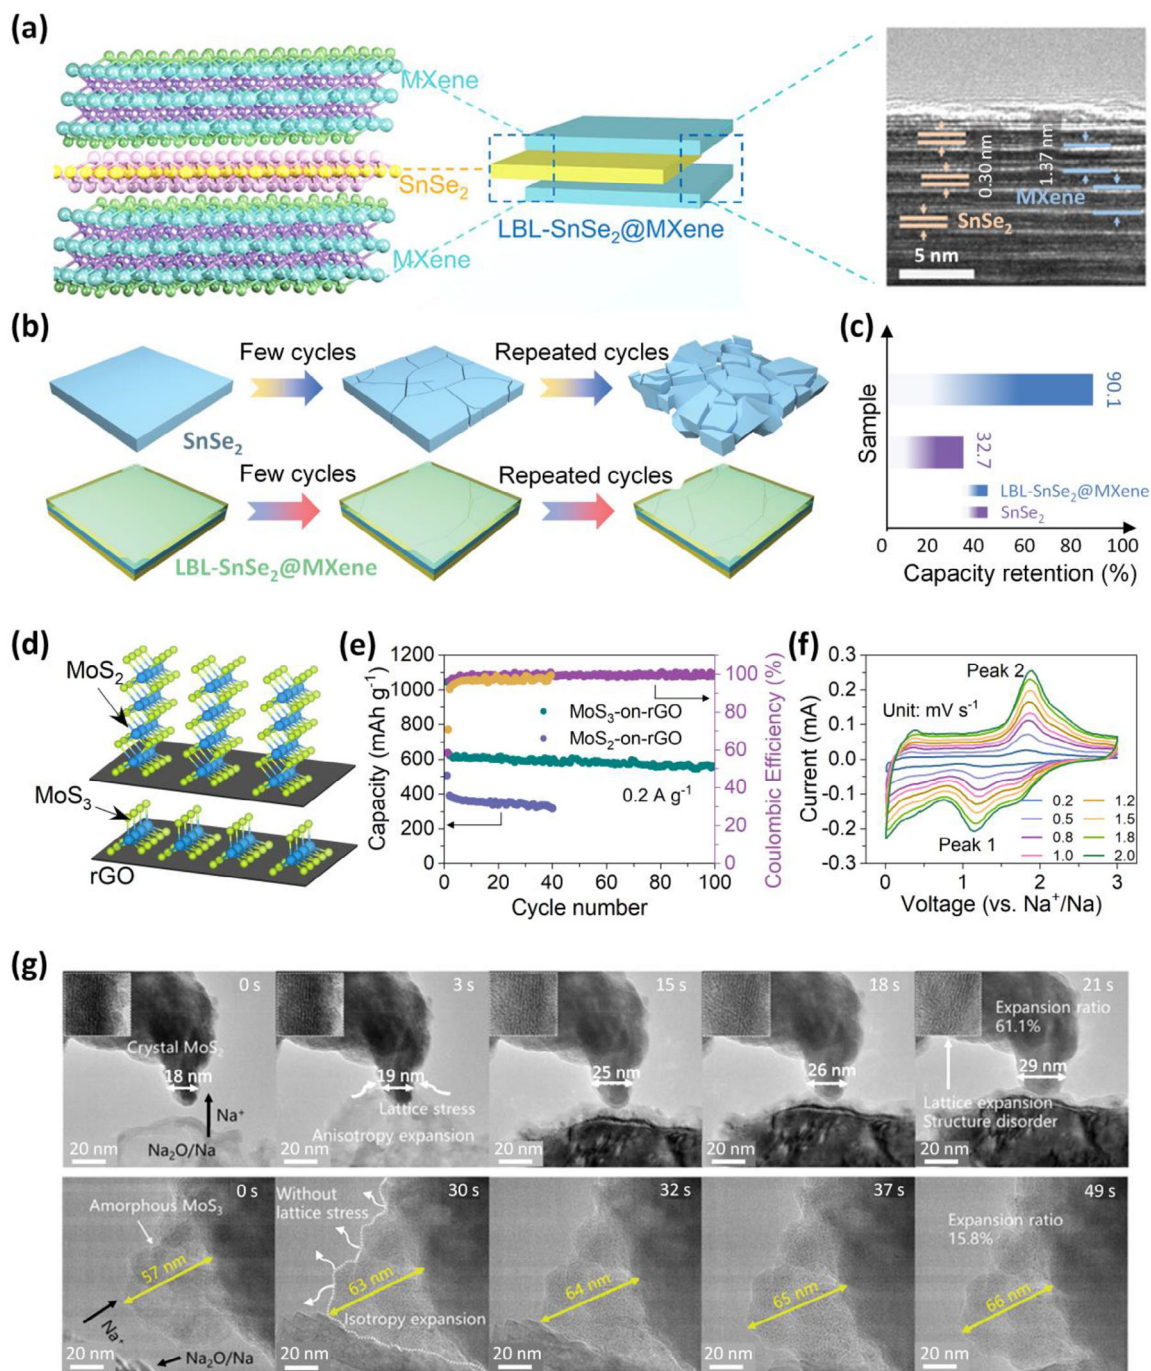 (a)
MXene
SnSe₂
MXene
LBL-SnSe₂@MXene
0.30 nm
1.37 nm
MXene
SnSe₂
5 nm
(b)
Few cycles
Repeated cycles
SnSe₂
Few cycles
Repeated cycles
LBL-SnSe₂@MXene
(c)
Sample
90.1
32.7
LBL-SnSe₂@MXene
SnSe₂
0 20 40 60 80 100
Capacity retention (%)
(d)
MoS₂
MoS₃
rGO
(e)
Capacity (mAh g⁻¹)
1200
1000
800
600
400
200
0
MoS₃-on-rGO
MoS₂-on-rGO
0.2 A g⁻¹
100
80
60
40
20
0
Coulombic Efficiency (%)
0 20 40 60 80 100
Cycle number
(f)
Current (mA)
0.3
0.2
0.1
0.0
-0.1
-0.2
-0.3
Peak 2
Unit: mV s⁻¹
Peak 1
0.2 1.2
0.5 1.5
0.8 1.8
1.0 2.0
0 1 2 3
Voltage (vs. Na⁺/Na)
(g)
0 s
Crystal MoS₂
18 nm
Na⁺
Na₂O/Na
20 nm
3 s
19 nm
Lattice stress
Anisotropy expansion
20 nm
15 s
25 nm
20 nm
18 s
26 nm
20 nm
21 s
Expansion ratio
61.1%
29 nm
Lattice expansion
Structure disorder
20 nm
0 s
Amorphous MoS₃
57 nm
Na⁺
Na₂O/Na
20 nm
30 s
Without
lattice stress
63 nm
Isotropy expansion
20 nm
32 s
64 nm
20 nm
37 s
65 nm
20 nm
49 s
Expansion ratio
15.8%
66 nm
20 nm